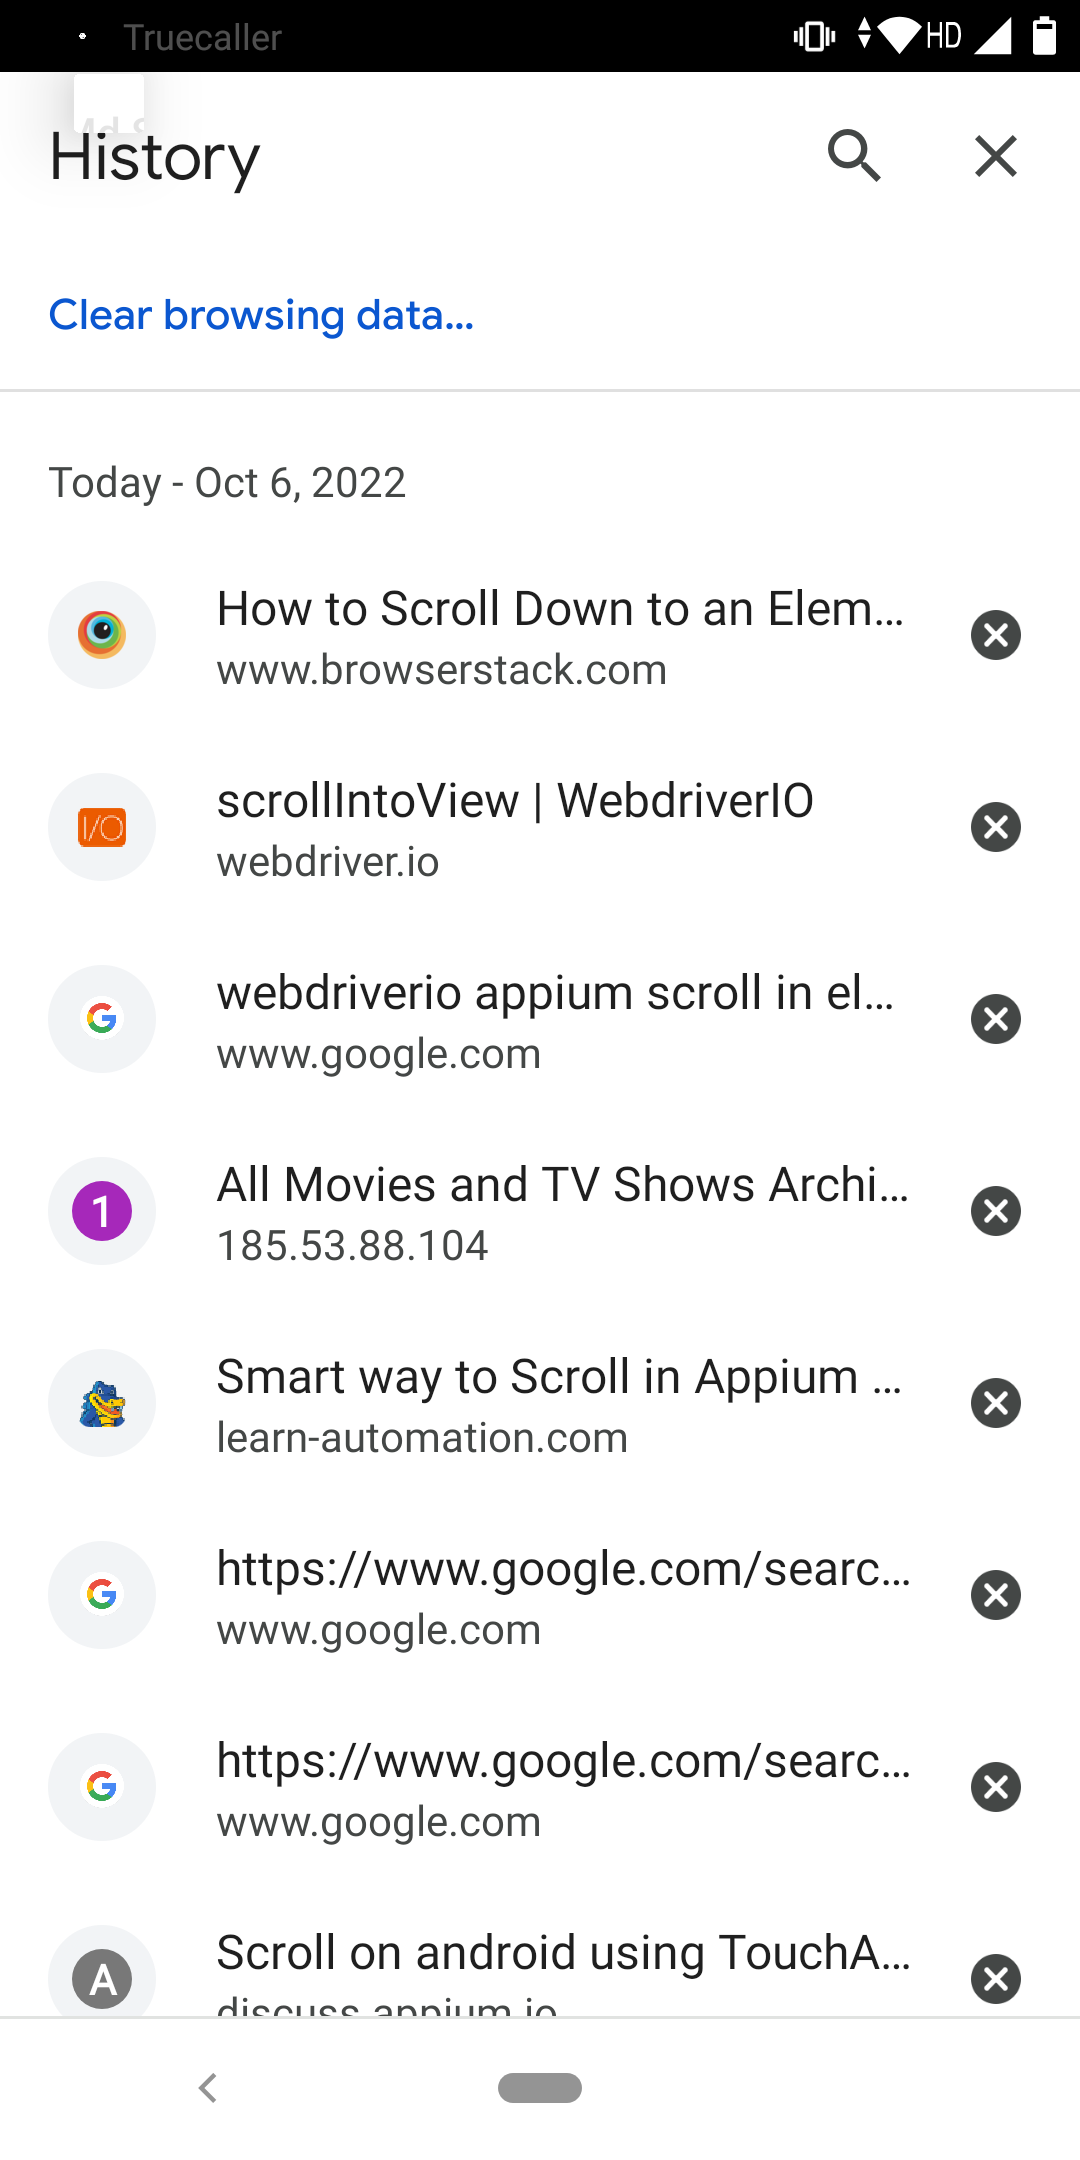 Truecaller
HD
History
Clear browsing data...
Today - Oct 6, 2022
How to Scroll Down to an Elem...
www.browserstack.com
scrollIntoView | WebdriverIO
webdriver.io
I/O
webdriverio appium scroll in el...
www.google.com
All Movies and TV Shows Archi...
185.53.88.104
1
Smart way to Scroll in Appium ...
learn-automation.com
https://www.google.com/searc...
www.google.com
https://www.google.com/searc...
www.google.com
Scroll on android using TouchA...
discuss.appium.io
A